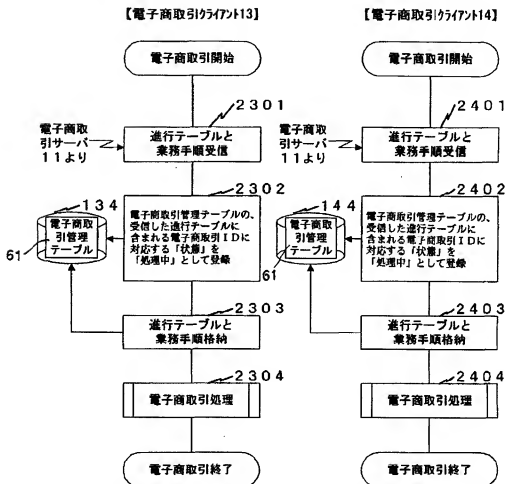 【電子商取引クライアント13】
電子商取引開始
2301
電子商取
引サーバ
11より
進行テーブルと
業務手順受信
2302
134
電子商取
引管理
テーブル
61
電子商取引管理テーブルの、
受信した進行テーブルに
含まれる電子商取引IDに
対応する「状態」を
「処理中」として登録
2303
進行テーブルと
業務手順格納
2304
電子商取引処理
電子商取引終了
【電子商取引クライアント14】
電子商取引開始
2401
電子商取
引サーバ
11より
進行テーブルと
業務手順受信
2402
144
電子商取
引管理
テーブル
61
電子商取引管理テーブルの、
受信した進行テーブルに
含まれる電子商取引IDに
対応する「状態」を
「処理中」として登録
2403
進行テーブルと
業務手順格納
2404
電子商取引処理
電子商取引終了